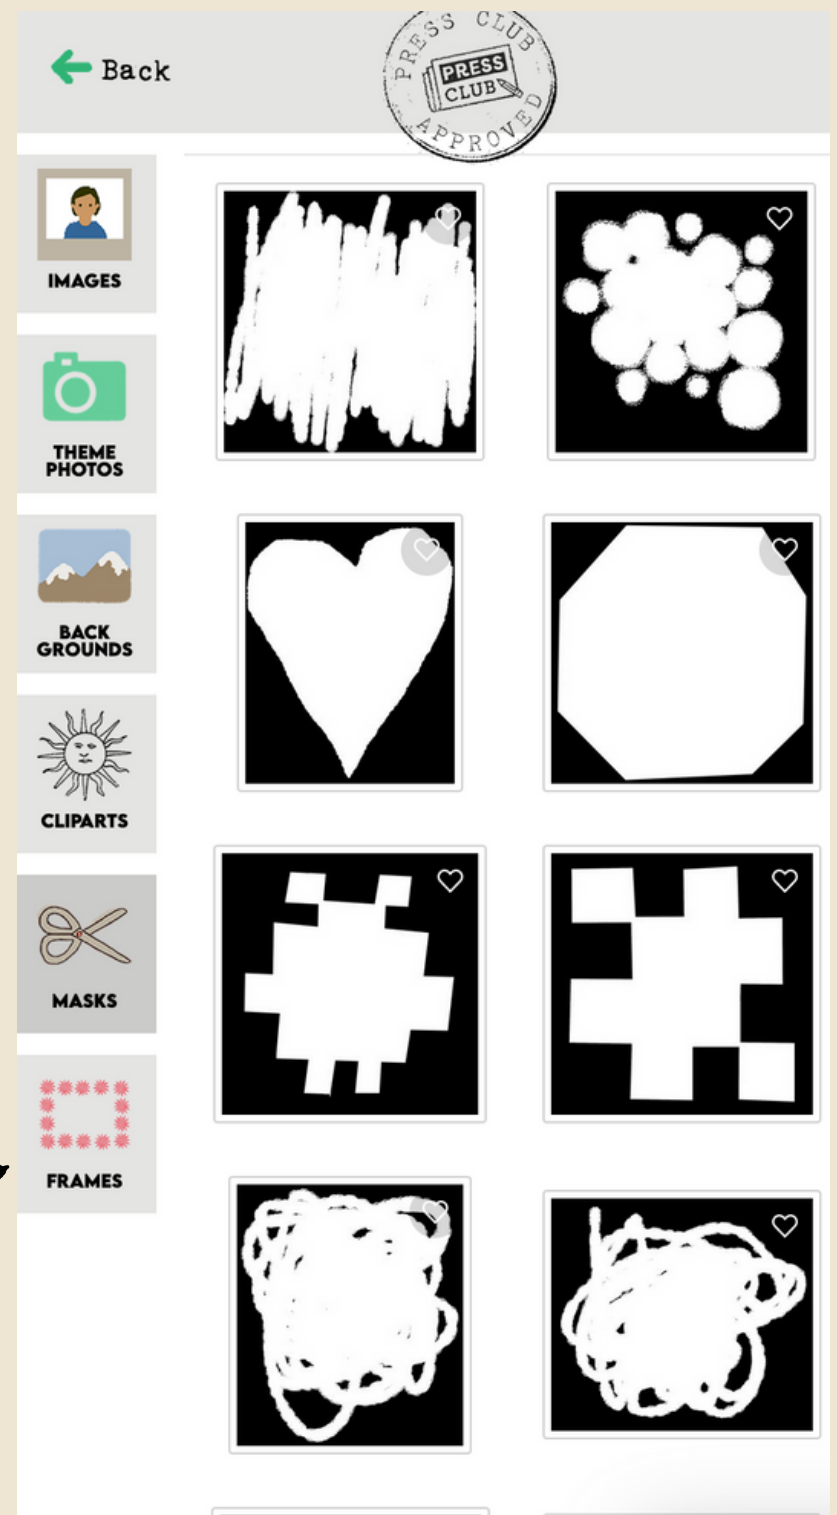 Back
PRESS CLUB
PRESS
CLUB
APPROVED
IMAGES
THEME
PHOTOS
BACK
GROUNDS
CLIPARTS
MASKS
FRAMES